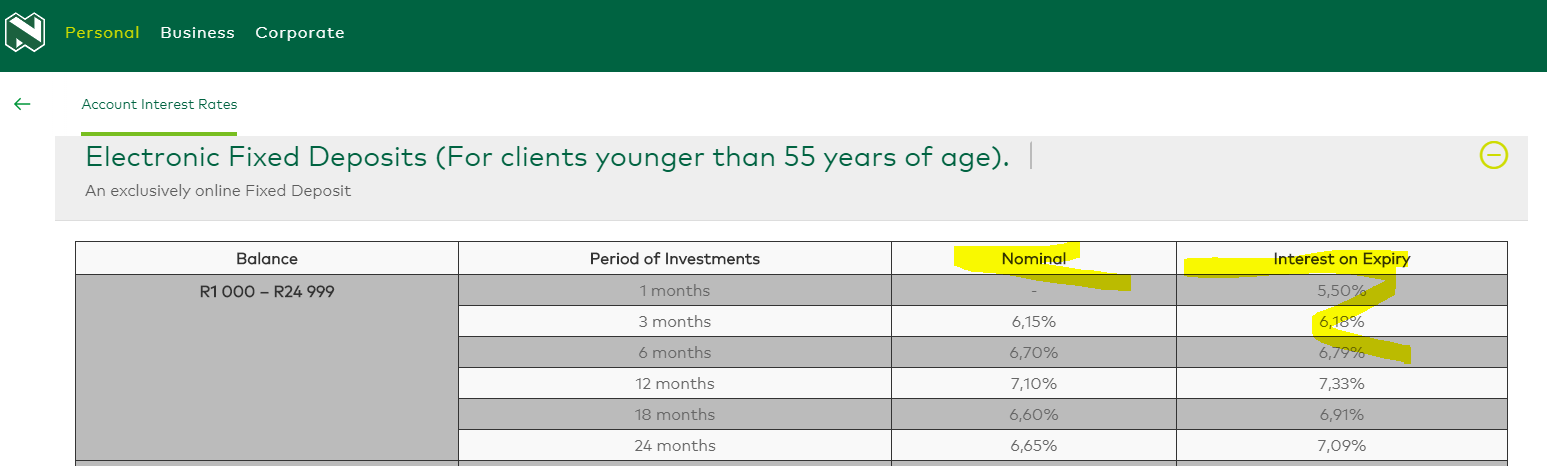 Personal Business Corporate
Account Interest Rates
Electronic Fixed Deposits (For clients younger than 55 years of age).
An exclusively online Fixed Deposit
Balance Period of Investments Nominal Interest on Expiry
R1 000 – R24 999 1 months - 5,50%
3 months 6,15% 6,18%
6 months 6,70% 6,79%
12 months 7,10% 7,33%
18 months 6,60% 6,91%
24 months 6,65% 7,09%